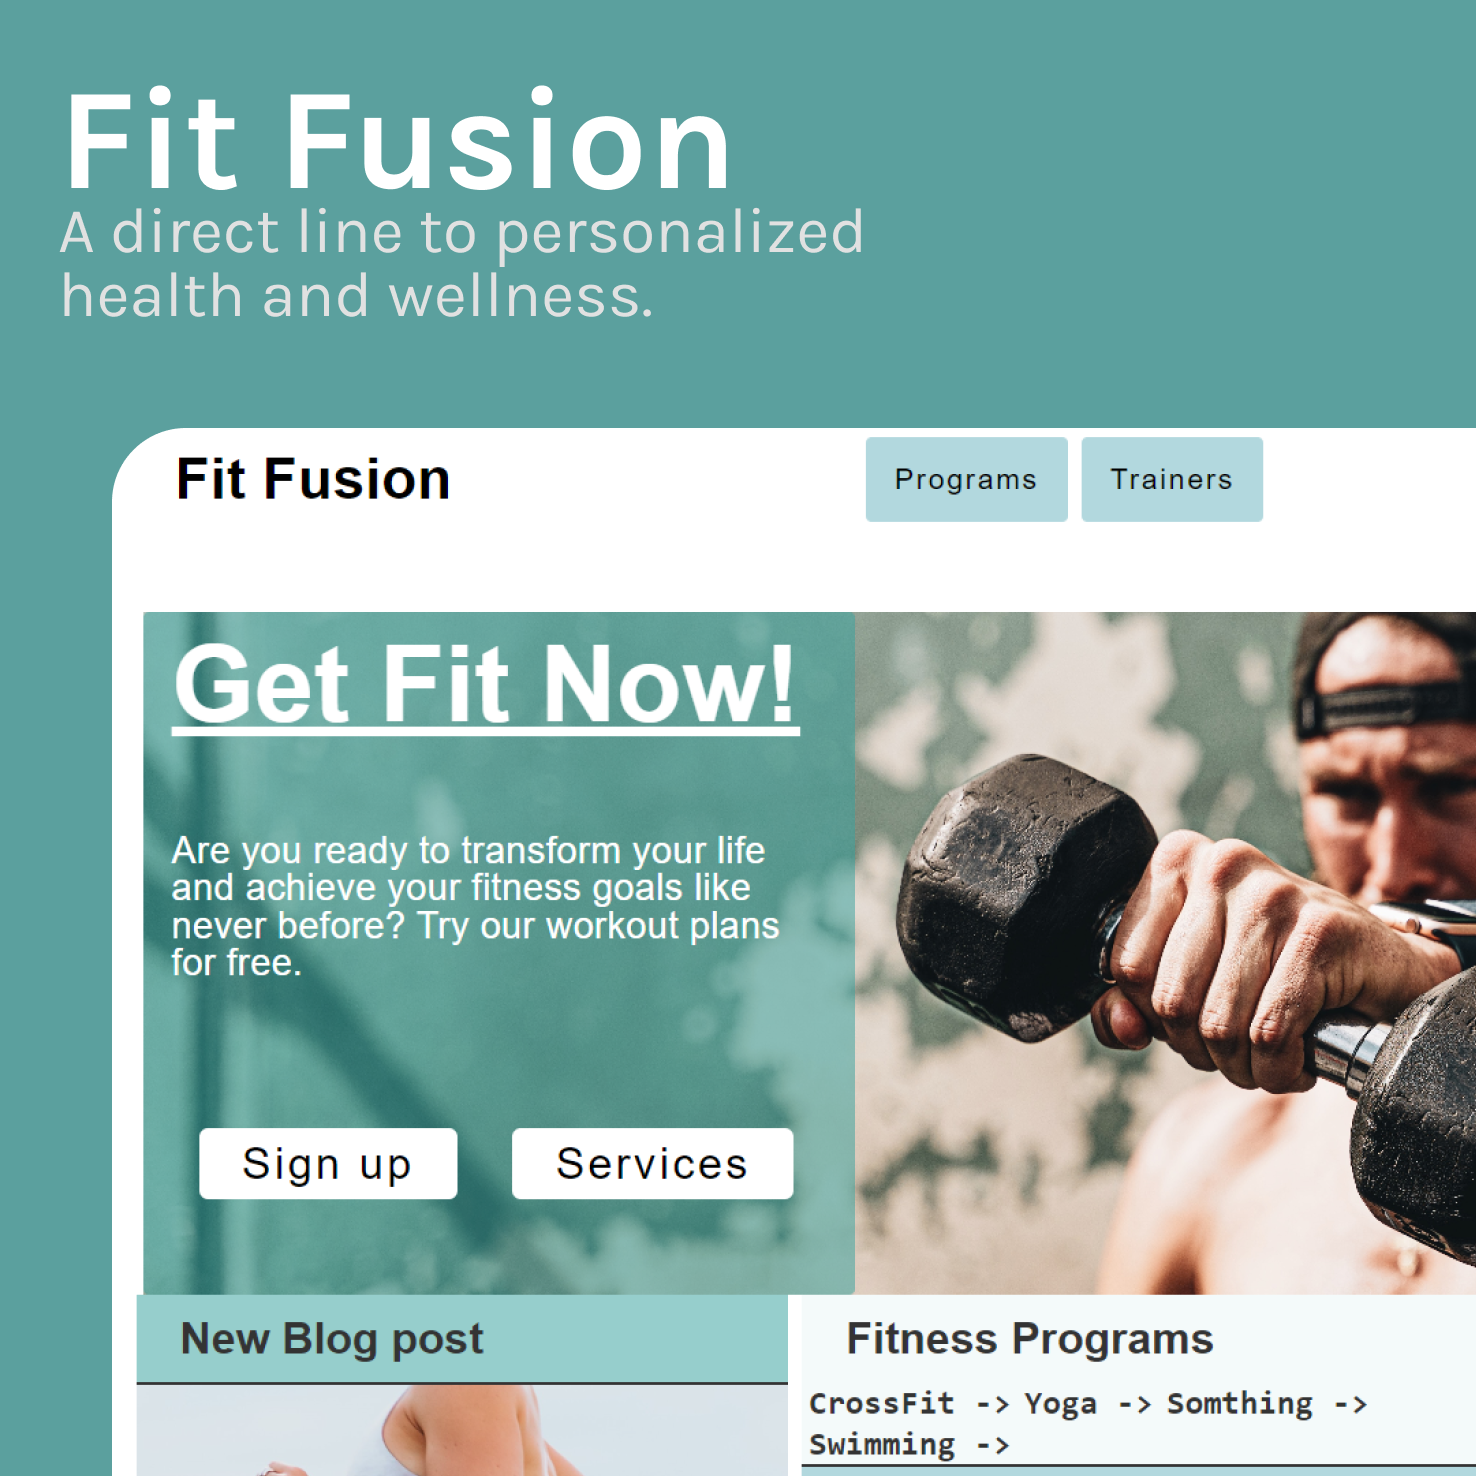 Fit Fusion
A direct line to personalized
health and wellness.
Fit Fusion
Programs
Trainers
Get Fit Now!
Are you ready to transform your life
and achieve your fitness goals like
never before? Try our workout plans
for free.
Sign up
Services
New Blog post
Fitness Programs
CrossFit -> Yoga -> Somthing ->
Swimming ->